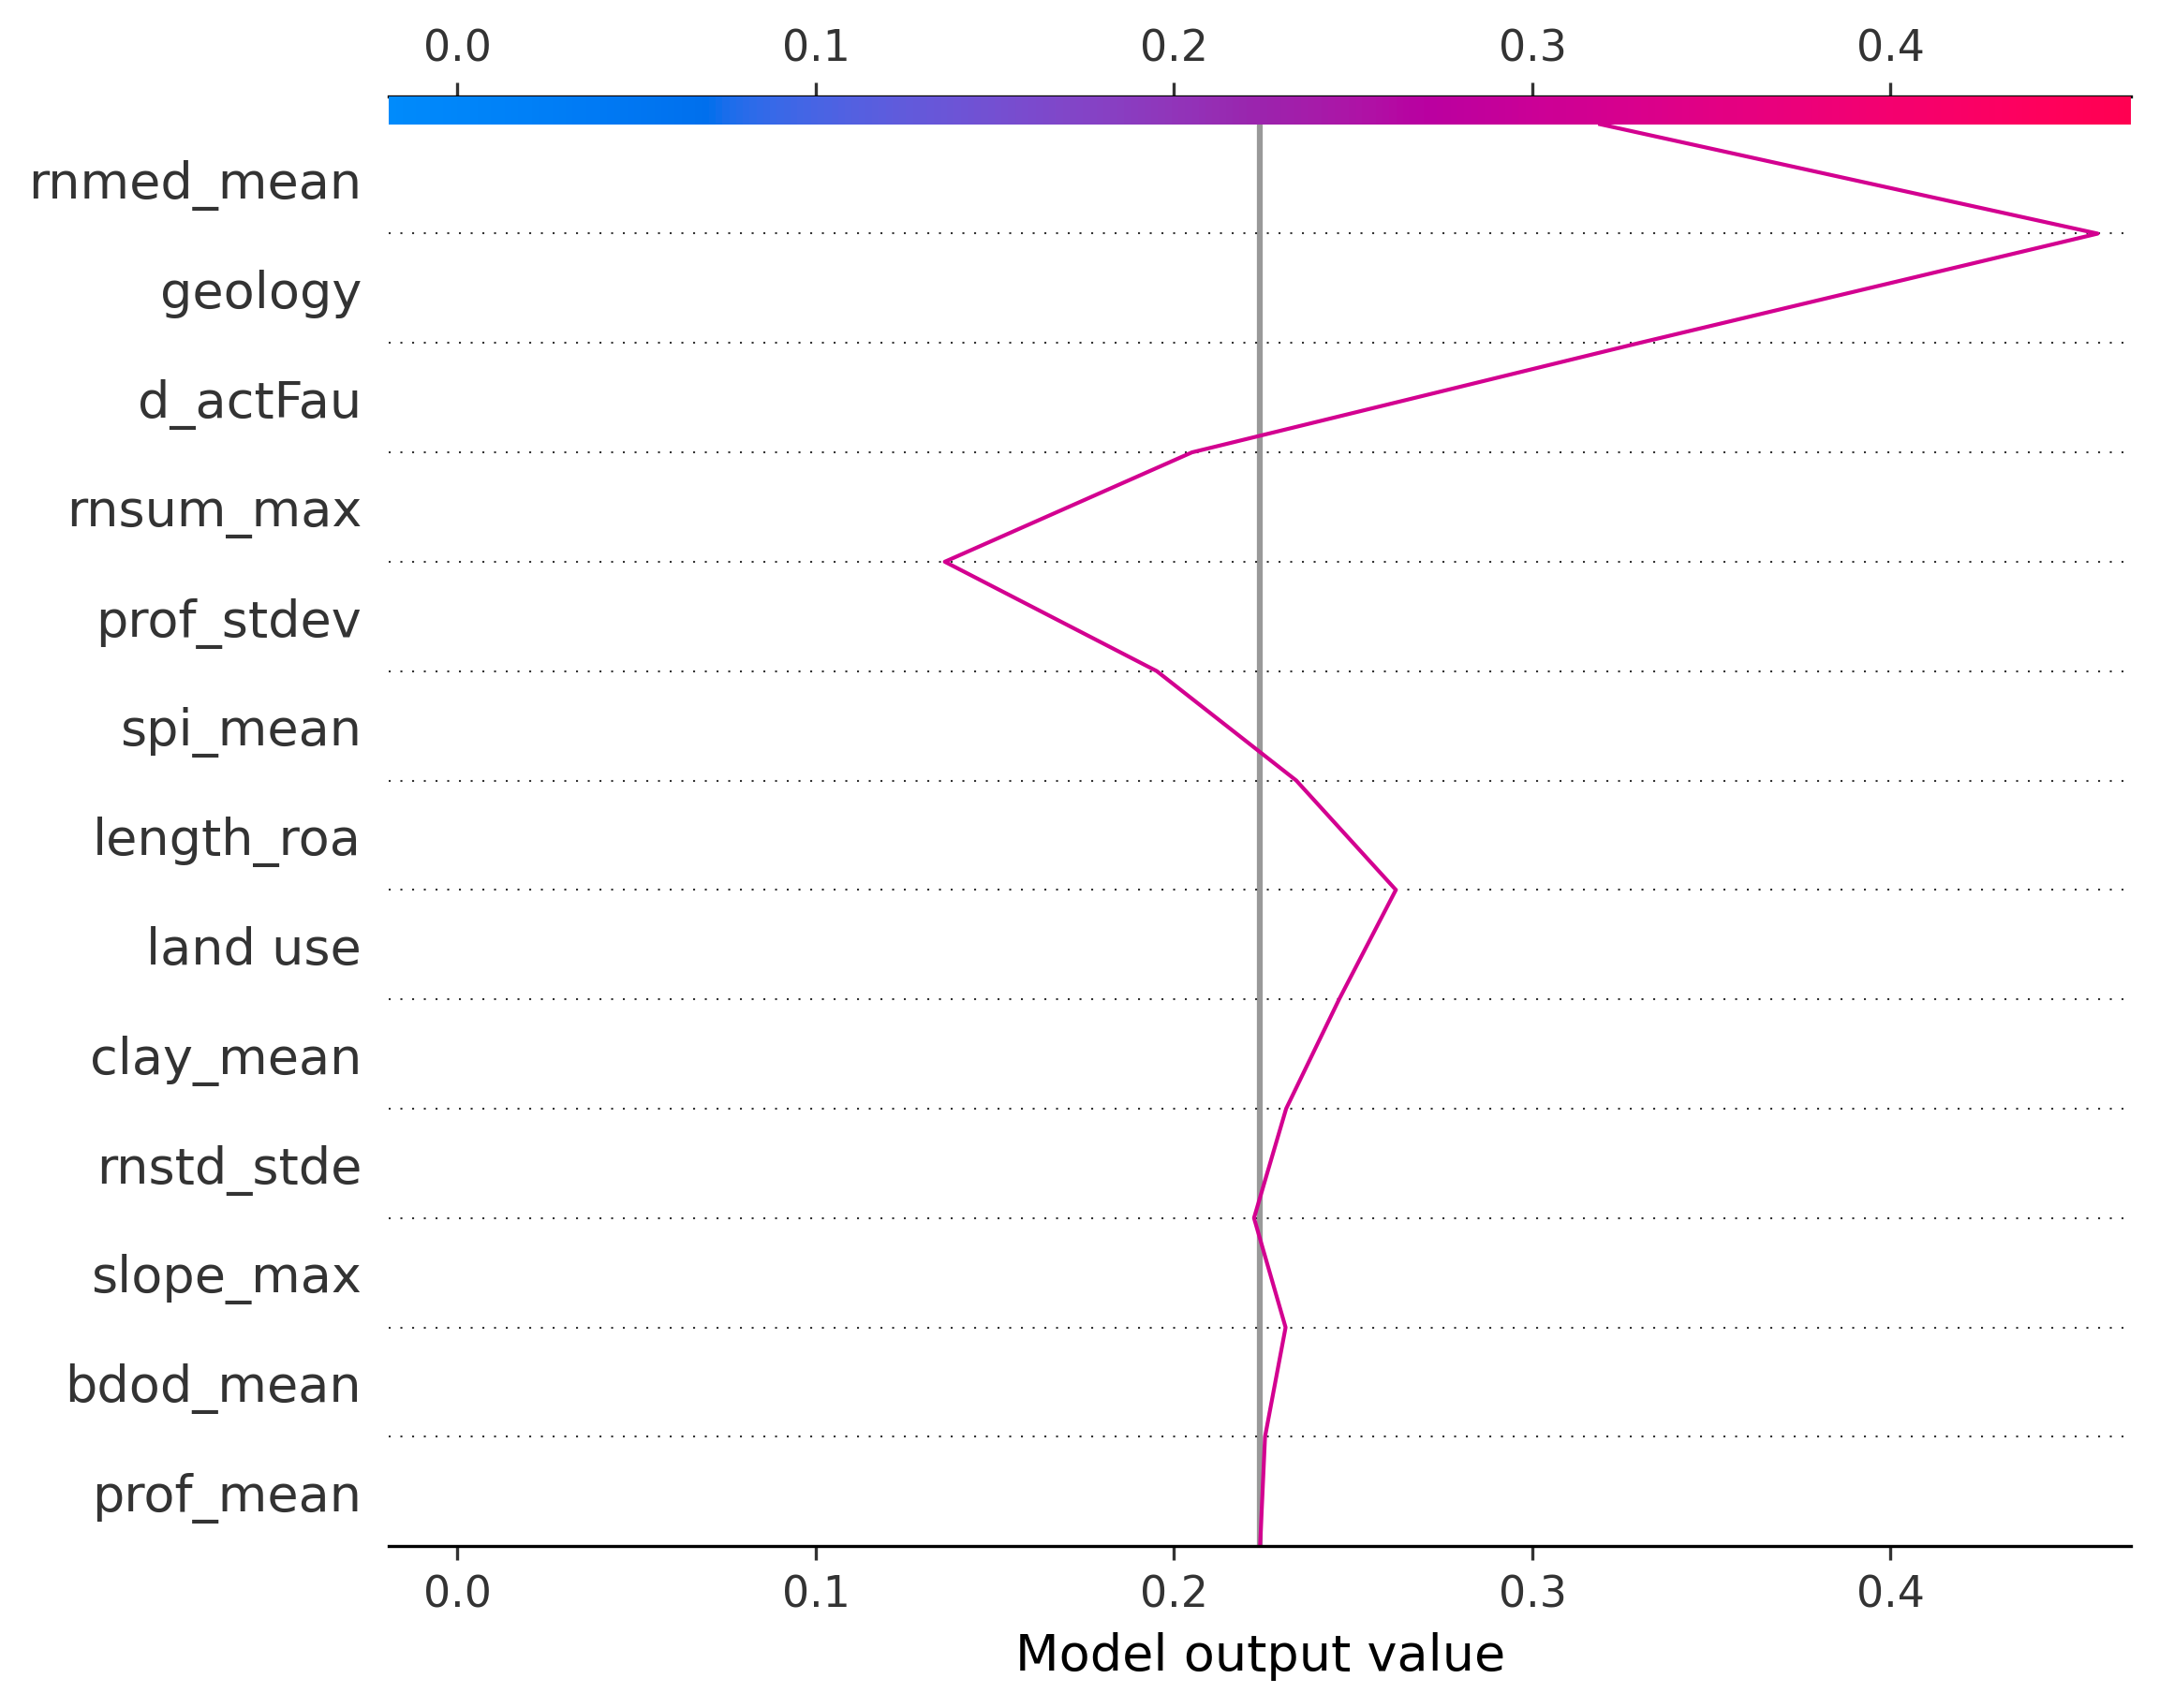 0.0 0.1 0.2 0.3 0.4
rnmed_mean
geology
d_actFau
rnsum_max
prof_stdev
spi_mean
length_roa
land use
clay_mean
rnstd_stde
slope_max
bdod_mean
prof_mean
0.0 0.1 0.2 0.3 0.4
Model output value